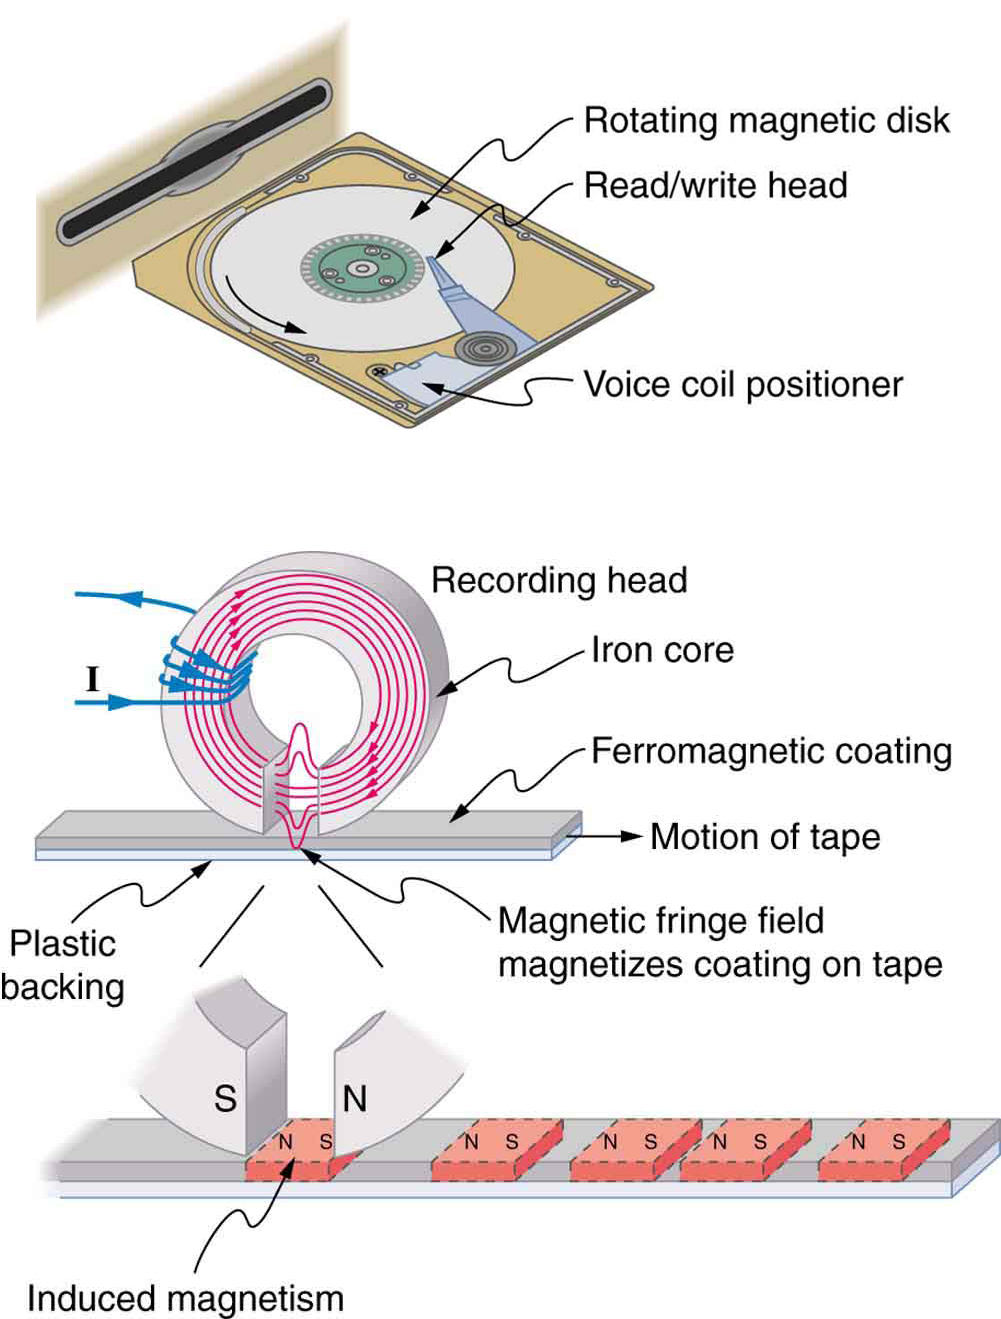 Rotating magnetic disk
Read/write head
Voice coil positioner
Recording head
Iron core
I
Ferromagnetic coating
Motion of tape
Plastic
backing
Magnetic fringe field
magnetizes coating on tape
S N
N S N S N S N S N S
Induced magnetism